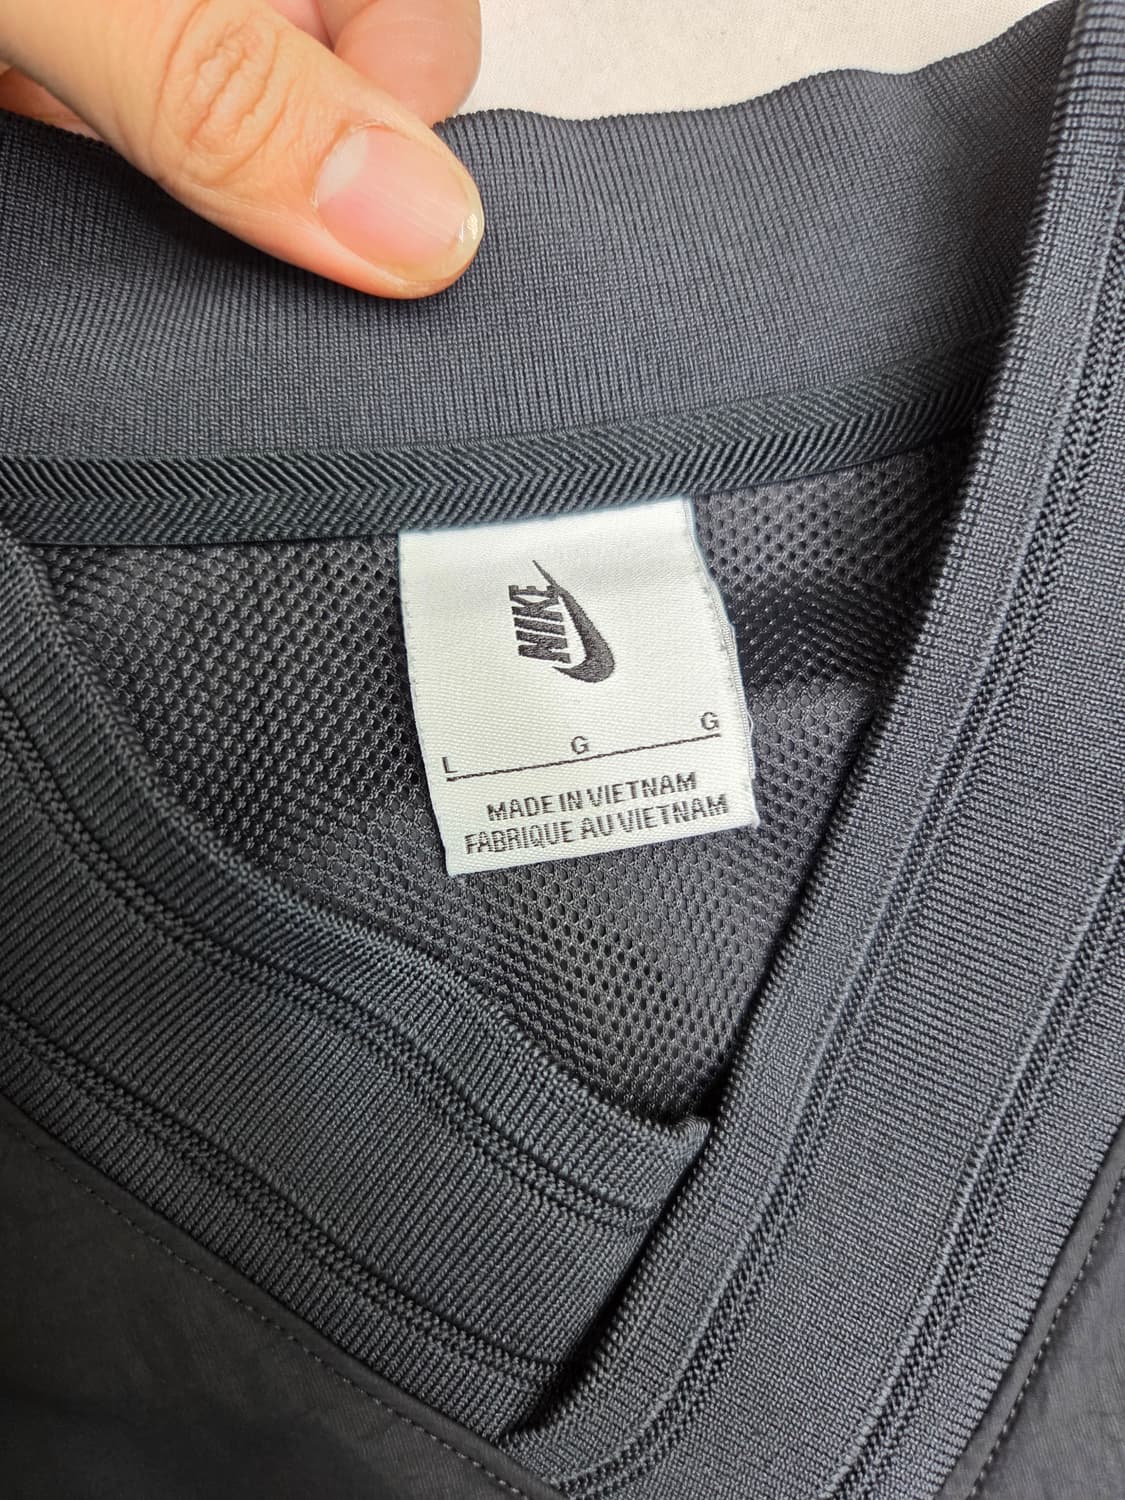 NIKE
L G G
MADE IN VIETNAM
FABRIQUE AU VIETNAM